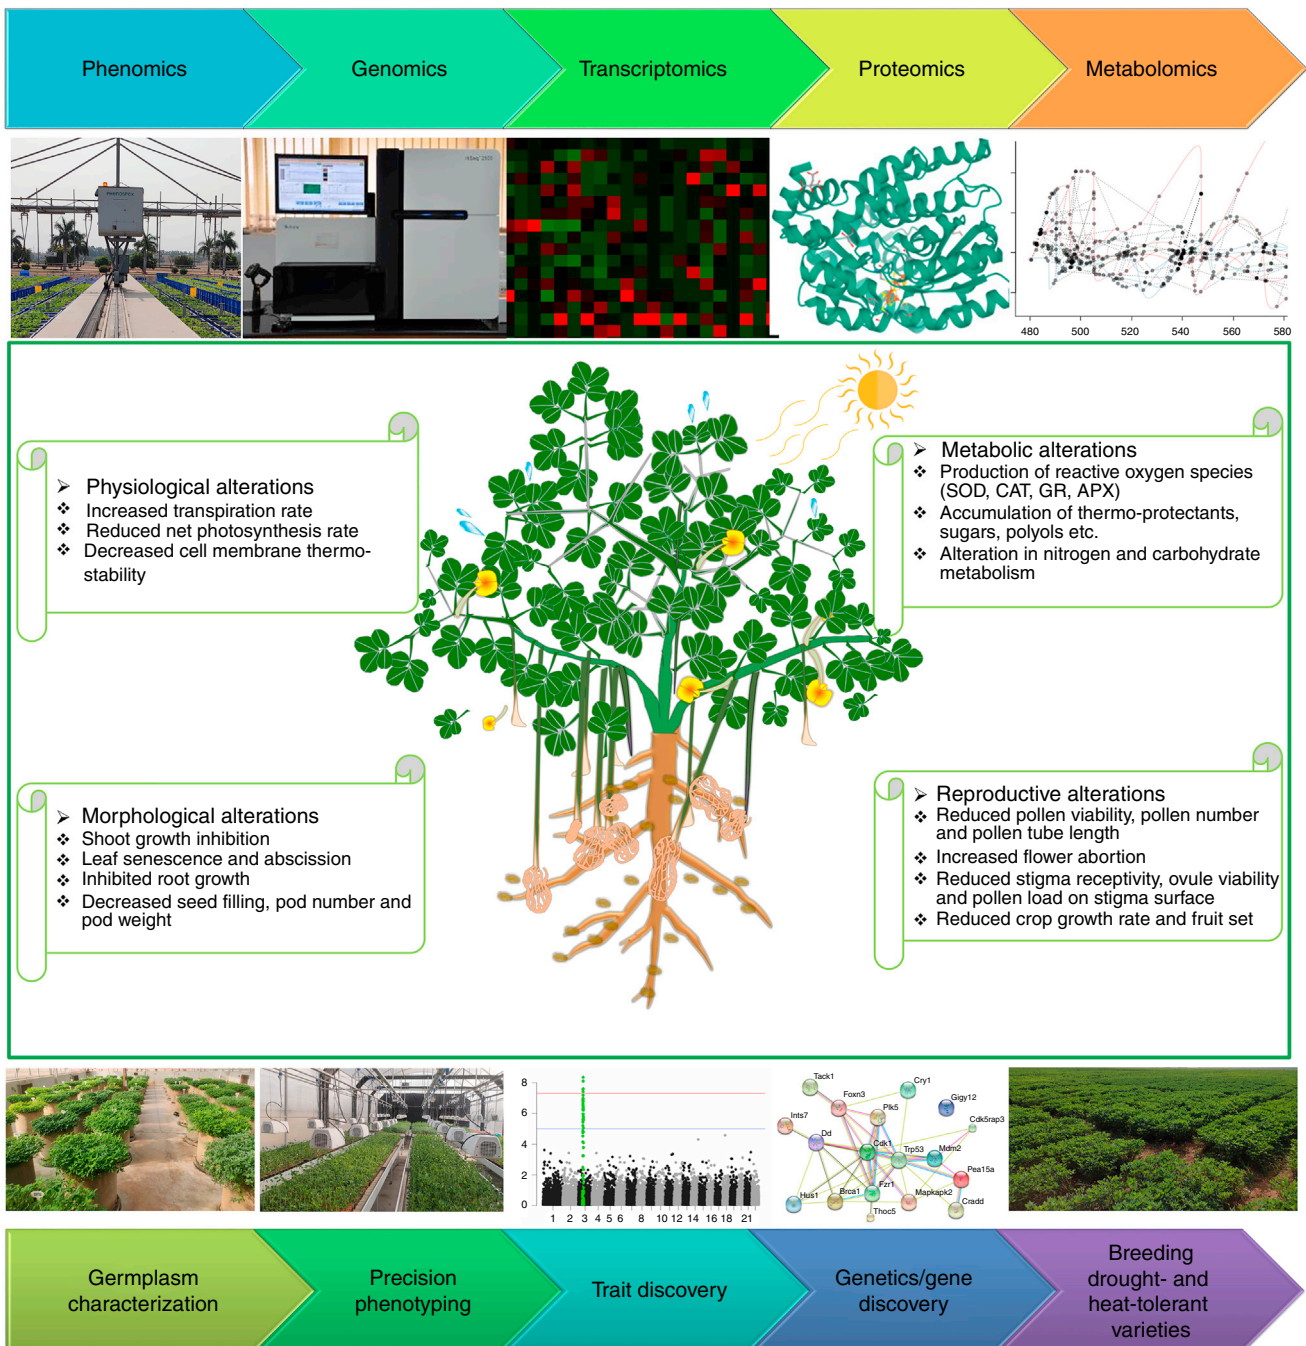 Phenomics
Genomics
Transcriptomics
Proteomics
Metabolomics
480 500 520 540 560 580
➢ Physiological alterations
❖ Increased transpiration rate
❖ Reduced net photosynthesis rate
❖ Decreased cell membrane thermo-
stability
➢ Metabolic alterations
❖ Production of reactive oxygen species
(SOD, CAT, GR, APX)
❖ Accumulation of thermo-protectants,
sugars, polyols etc.
❖ Alteration in nitrogen and carbohydrate
metabolism
➢ Morphological alterations
❖ Shoot growth inhibition
❖ Leaf senescence and abscission
❖ Inhibited root growth
❖ Decreased seed filling, pod number and
pod weight
➢ Reproductive alterations
❖ Reduced pollen viability, pollen number
and pollen tube length
❖ Increased flower abortion
❖ Reduced stigma receptivity, ovule viability
and pollen load on stigma surface
❖ Reduced crop growth rate and fruit set
8
6
4
2
0
1 2 3 4 5 6 8 10 12 14 16 18 21
Tack1
Foxn3
Cry1
Gigy12
Ints7
Plk5
Cdk5rap3
Dd
Cdk1
Trp53
Mdm2
Pea15a
Hus1
Brca1
Fzr1
Mapkapk2
Cradd
Thoc5
Germplasm
characterization
Precision
phenotyping
Trait discovery
Genetics/gene
discovery
Breeding
drought- and
heat-tolerant
varieties